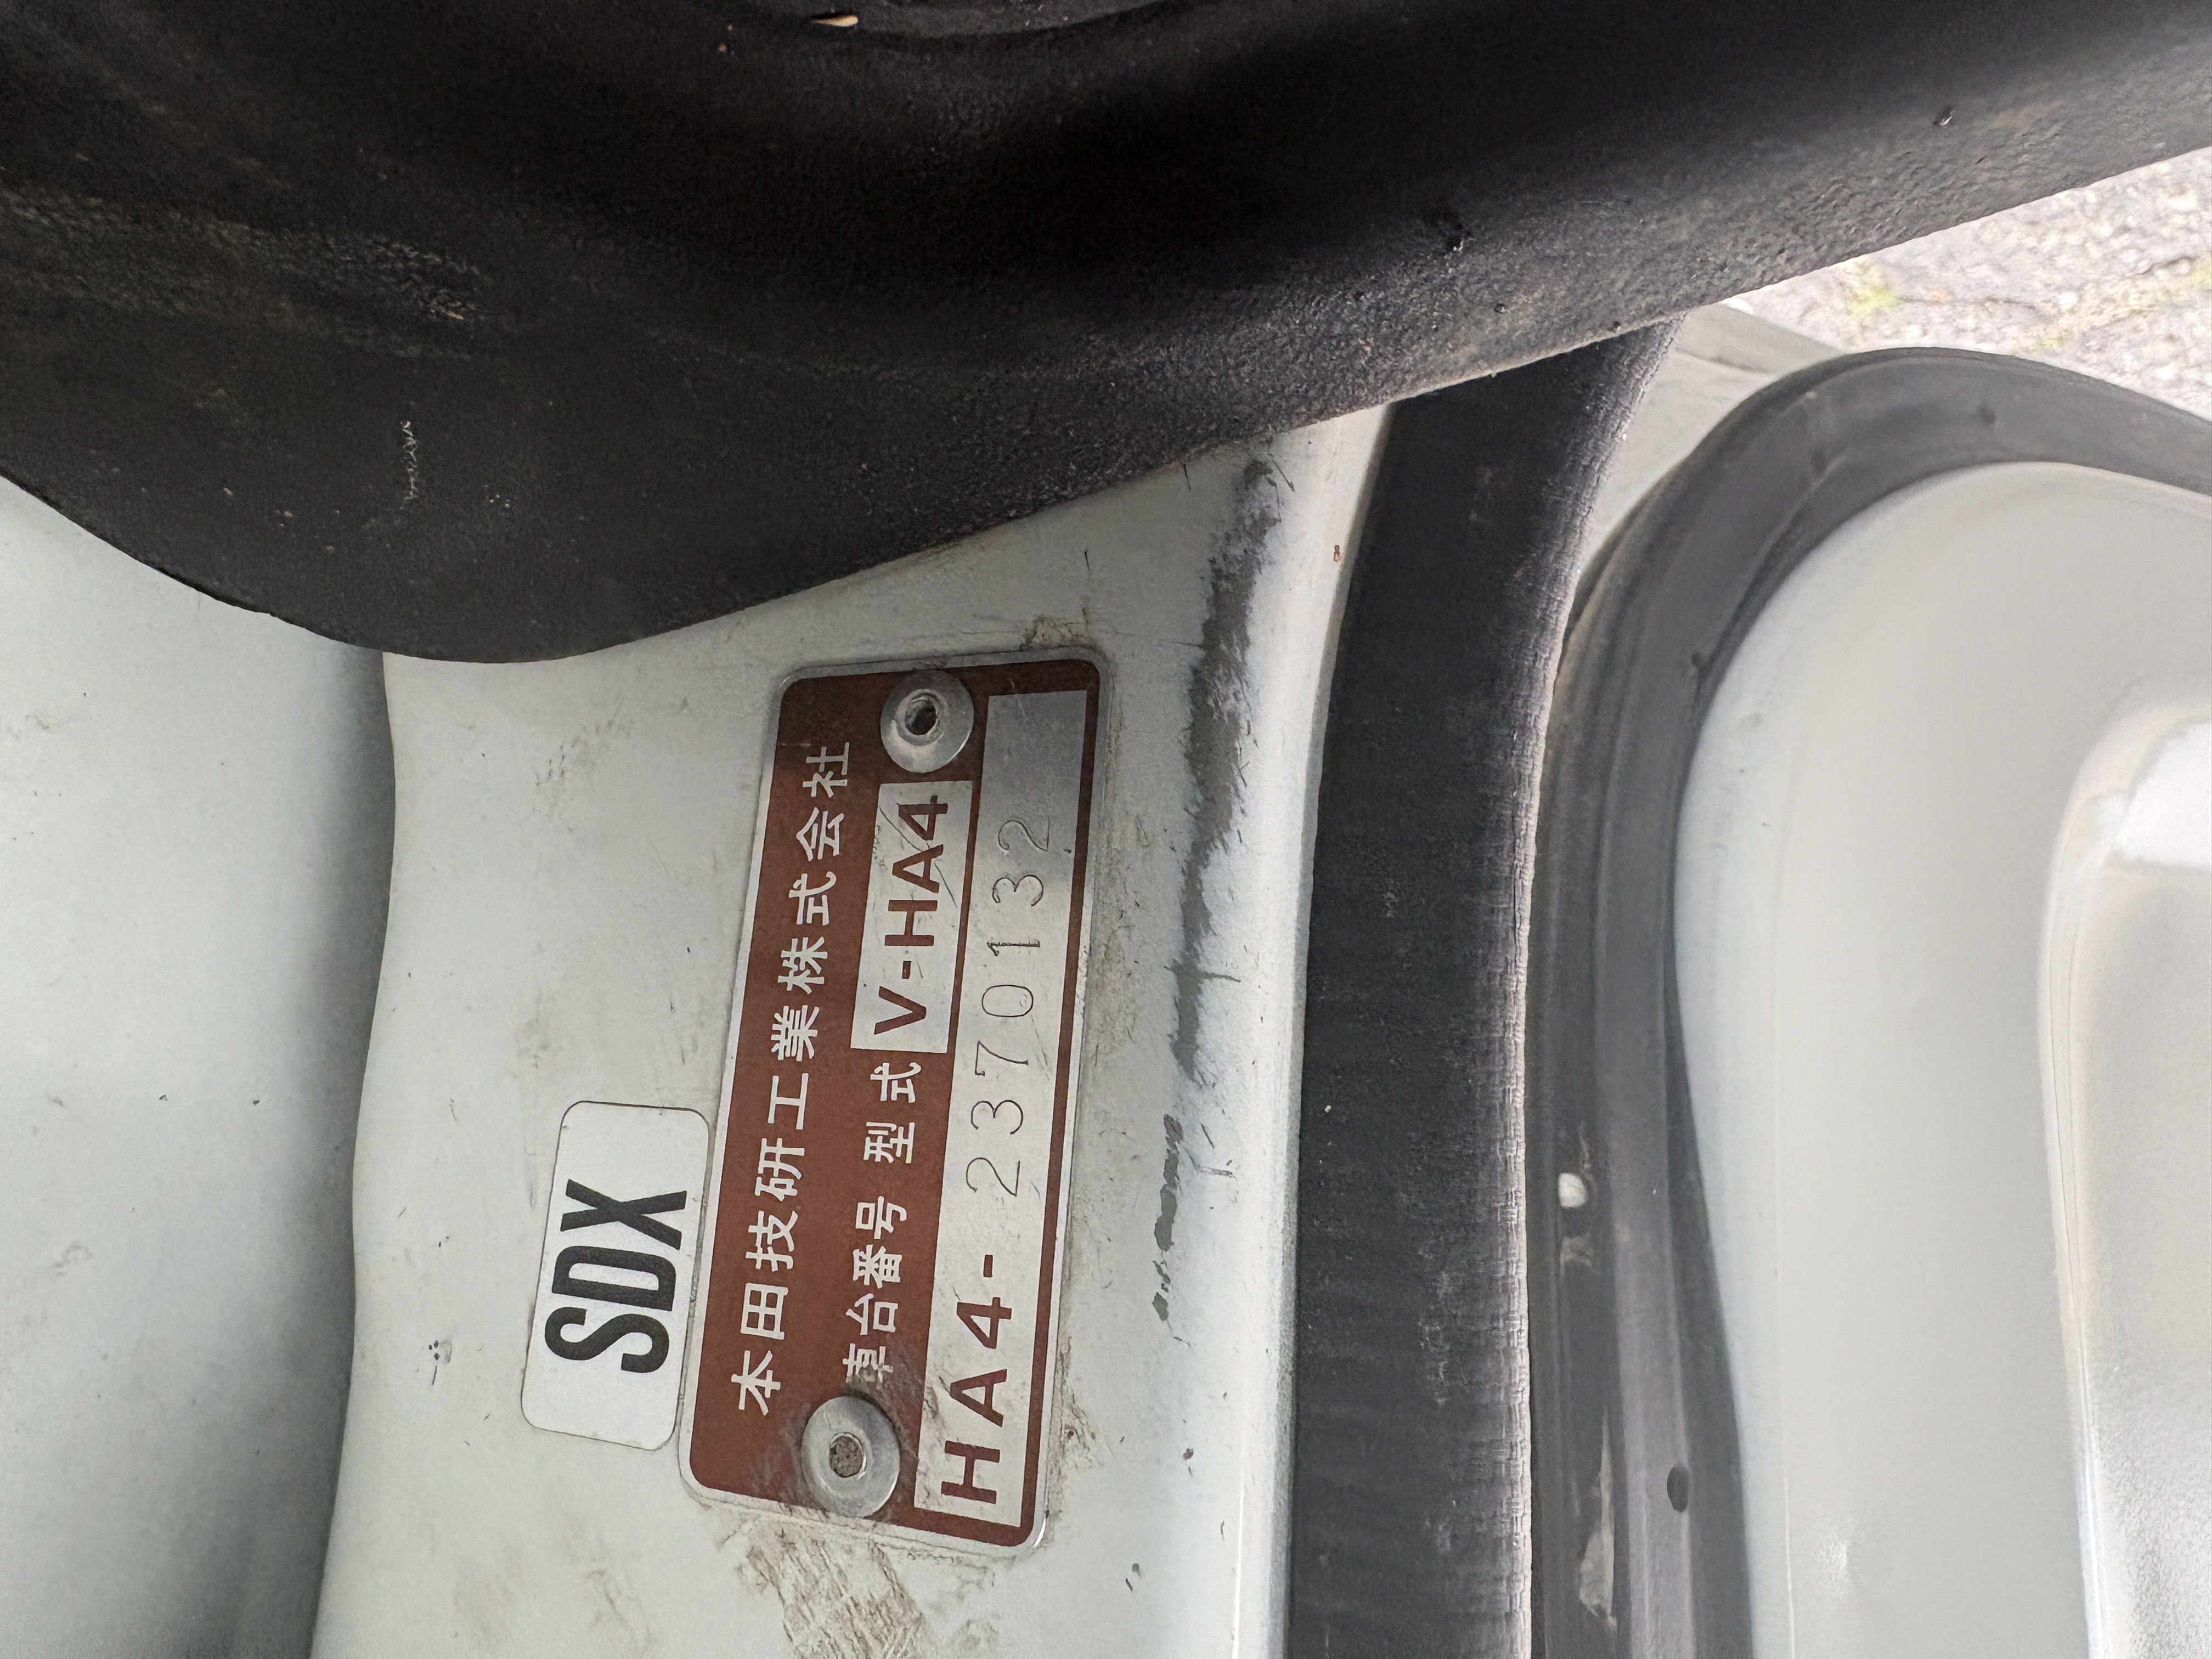 SDX
本田技研工業株式会社
車台番号 型式 V-HA4
HA4-2370132